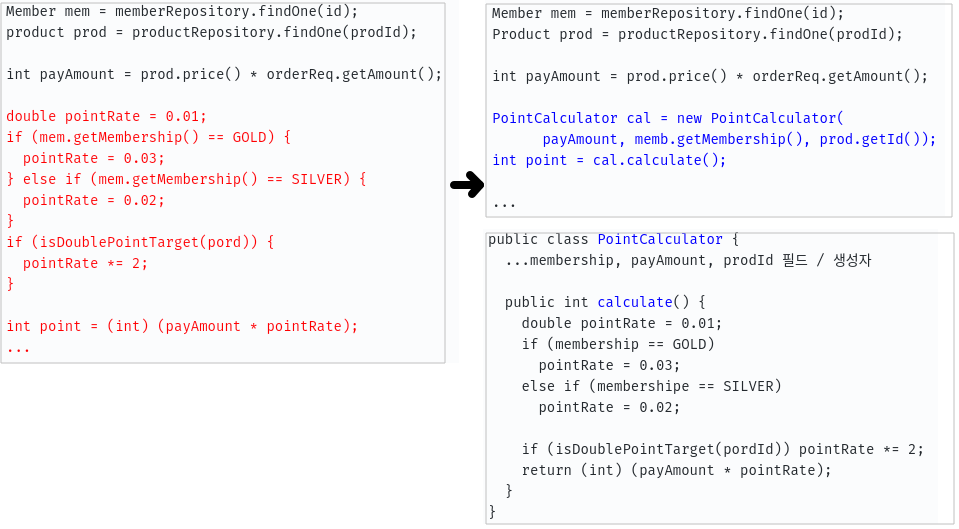 Member mem = memberRepository.findOne(id);
product prod = productRepository.findOne(prodId);

int payAmount = prod.price() * orderReq.getAmount();

double pointRate = 0.01;
if (mem.getMembership() == GOLD) {
  pointRate = 0.03;
} else if (mem.getMembership() == SILVER) {
  pointRate = 0.02;
}
if (isDoublePointTarget(pord)) {
  pointRate *= 2;
}

int point = (int) (payAmount * pointRate);
...

Member mem = memberRepository.findOne(id);
Product prod = productRepository.findOne(prodId);

int payAmount = prod.price() * orderReq.getAmount();

PointCalculator cal = new PointCalculator(
      payAmount, memb.getMembership(), prod.getId());
int point = cal.calculate();

...

public class PointCalculator {
  ...membership, payAmount, prodId 필드 / 생성자

  public int calculate() {
    double pointRate = 0.01;
    if (membership == GOLD)
      pointRate = 0.03;
    else if (membershipe == SILVER)
      pointRate = 0.02;

    if (isDoublePointTarget(pordId)) pointRate *= 2;
    return (int) (payAmount * pointRate);
  }
}